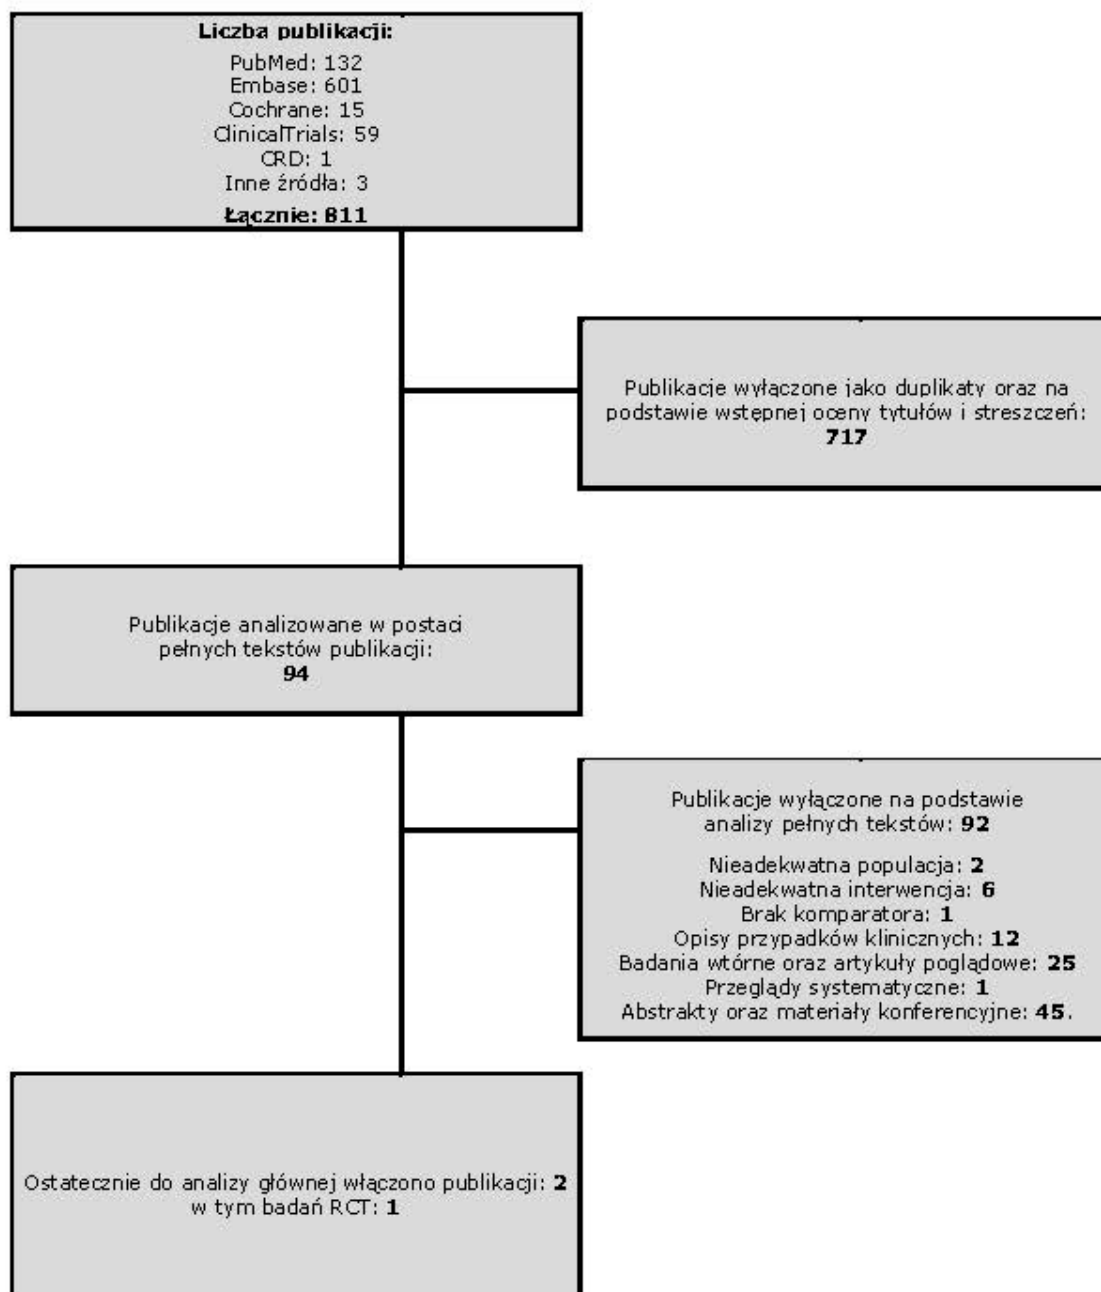 Liczba publikacji:
PubMed: 132
Embase: 601
Cochrane: 15
ClinicalTrials: 59
CRD: 1
Inne źródła: 3
Łącznie: 811
Publikacje wyłączone jako duplikaty oraz na
podstawie wstępnej oceny tytułów i streszczeń:
717
Publikacje analizowane w postaci
pełnych tekstów publikacji:
94
Publikacje wyłączone na podstawie
analizy pełnych tekstów: 92
Nieadekwatna populacja: 2
Nieadekwatna interwencja: 6
Brak komparatora: 1
Opisy przypadków klinicznych: 12
Badania wtórne oraz artykuły poglądowe: 25
Przeglądy systematyczne: 1
Abstrakty oraz materiały konferencyjne: 45.
Ostatecznie do analizy głównej włączono publikacji: 2
w tym badań RCT: 1